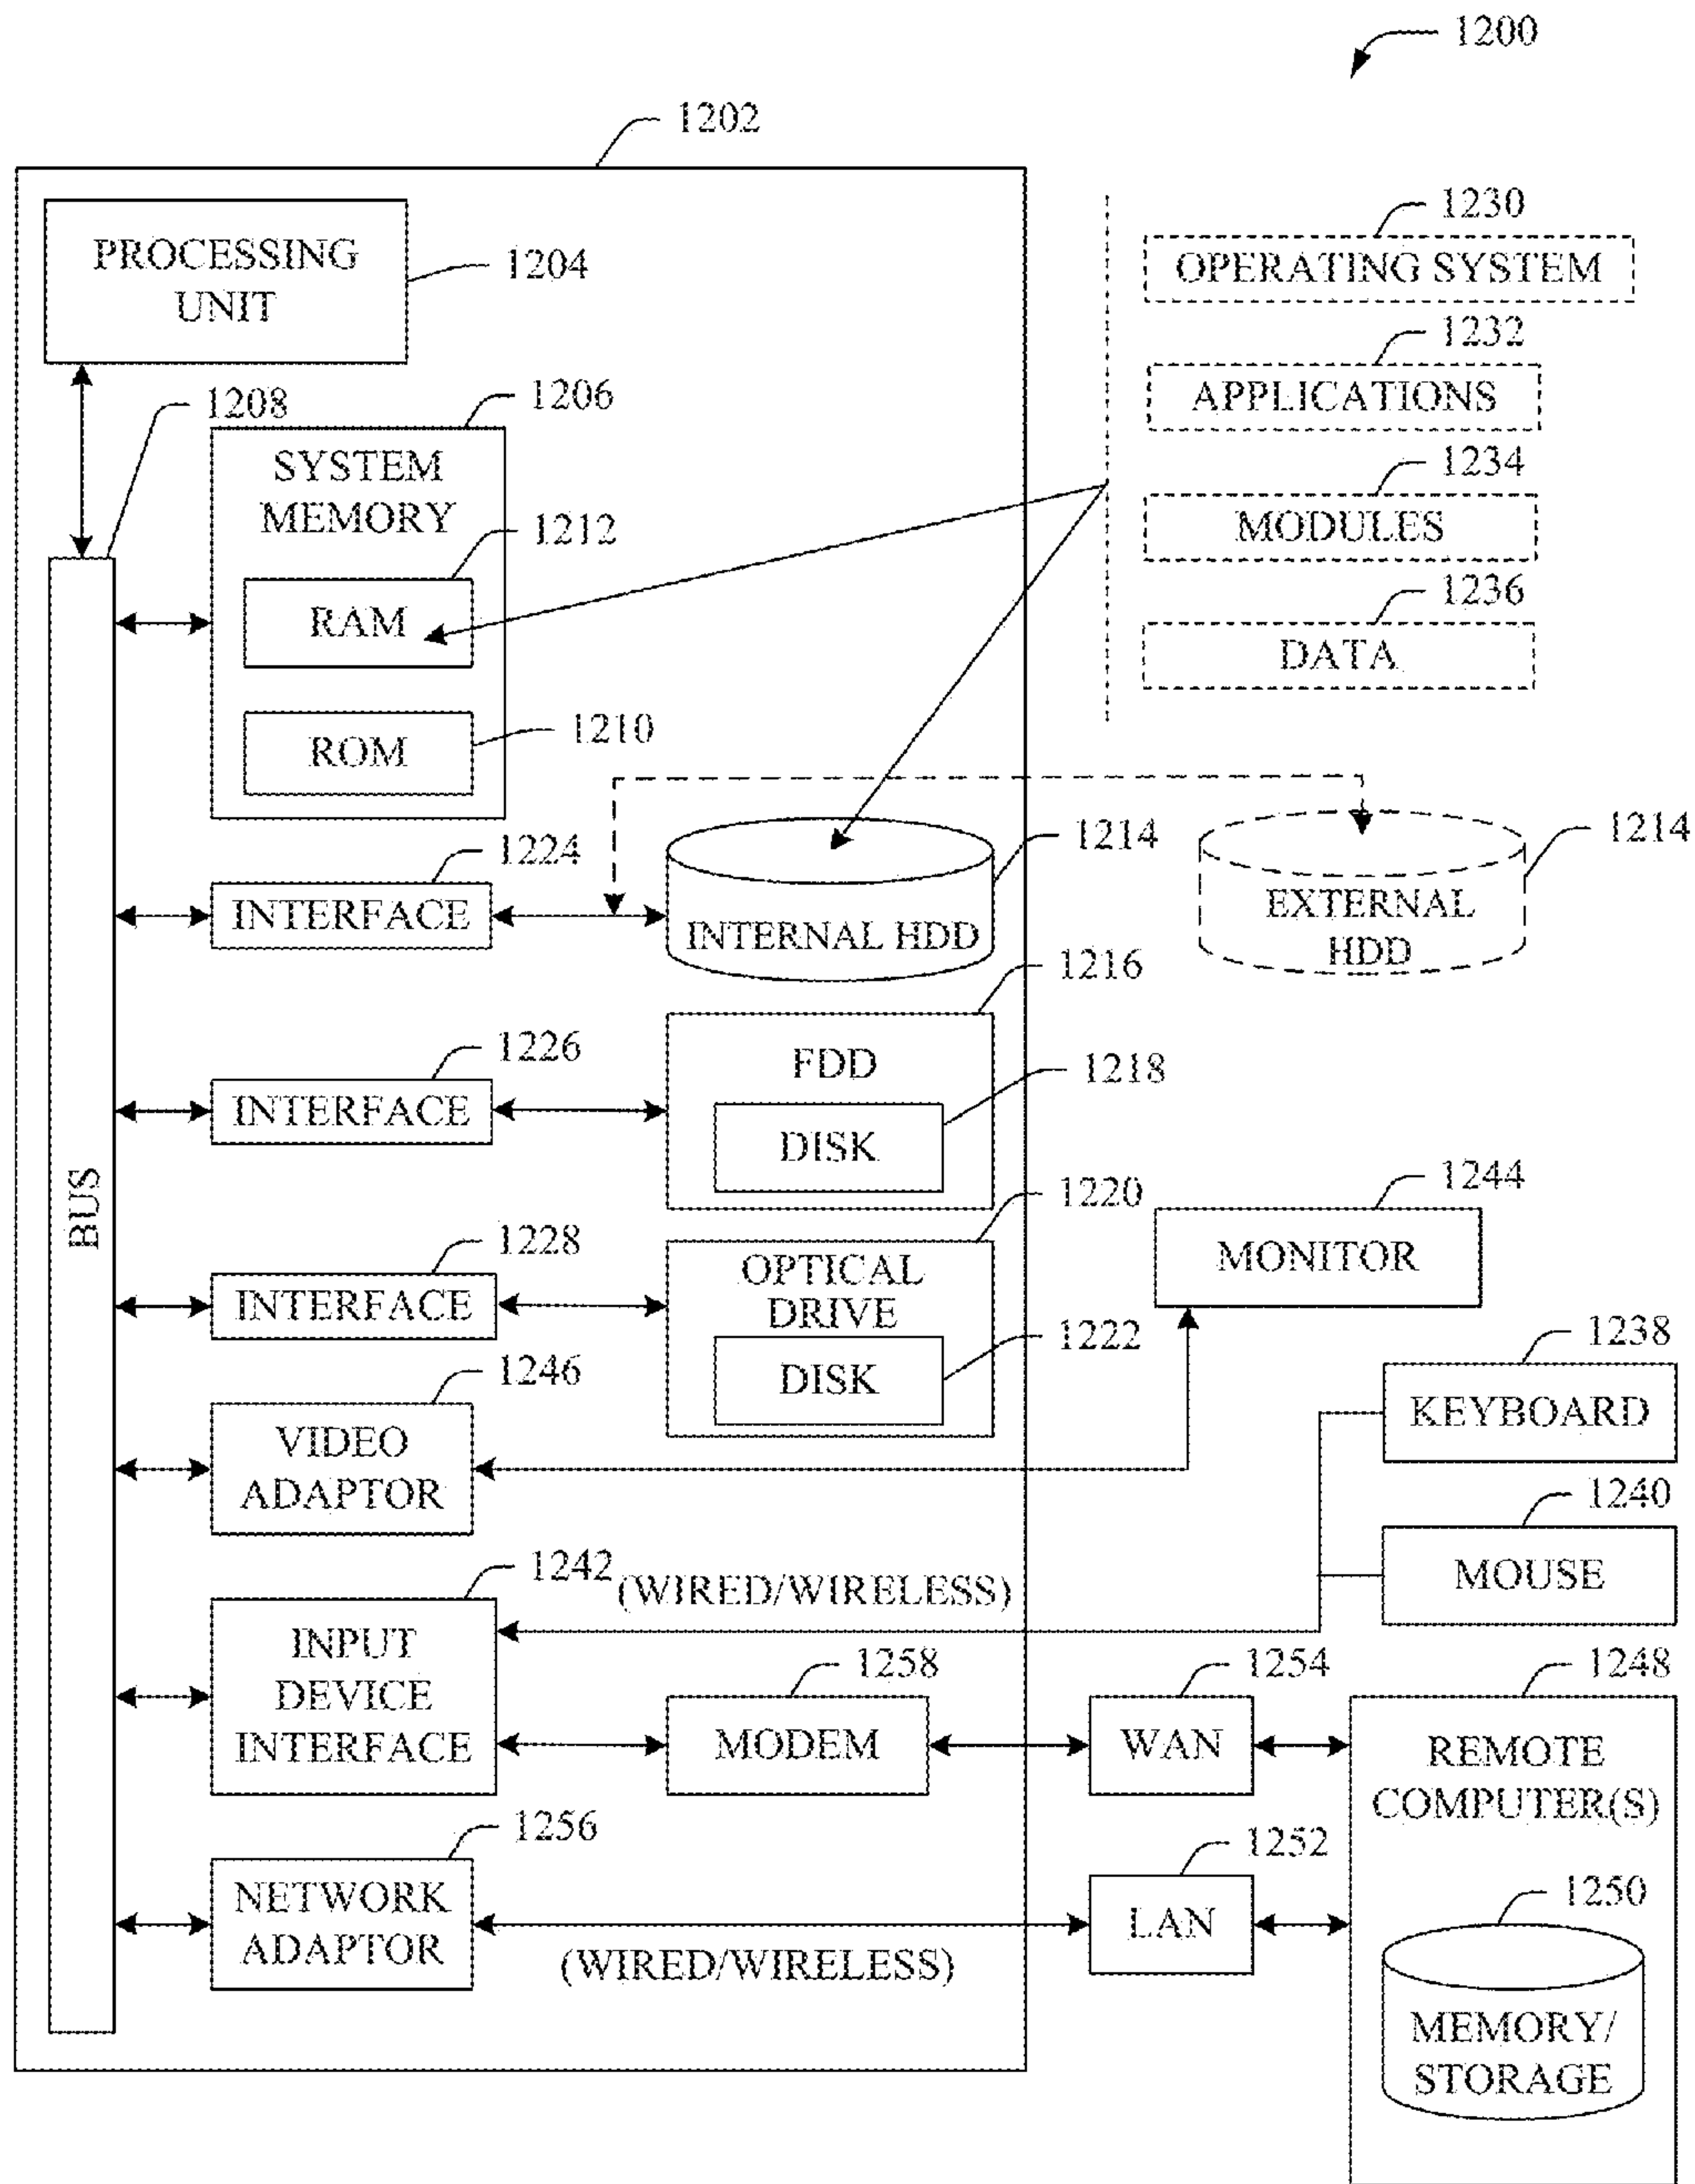 1200
1202
PROCESSING
UNIT
1204
1230
OPERATING SYSTEM
1232
APPLICATIONS
1234
MODULES
1236
DATA
1208
1206
SYSTEM
MEMORY
1212
RAM
1210
ROM
BUS
1224
INTERFACE
INTERNAL HDD
1214
EXTERNAL
HDD
1214
1226
INTERFACE
1216
FDD
1218
DISK
1228
INTERFACE
1220
OPTICAL
DRIVE
1222
DISK
1244
MONITOR
1246
VIDEO
ADAPTOR
1238
KEYBOARD
1240
MOUSE
1242
(WIRED/WIRELESS)
INPUT
DEVICE
INTERFACE
1258
MODEM
1254
WAN
1248
REMOTE
COMPUTER(S)
1256
NETWORK
ADAPTOR
(WIRED/WIRELESS)
1252
LAN
1250
MEMORY/
STORAGE